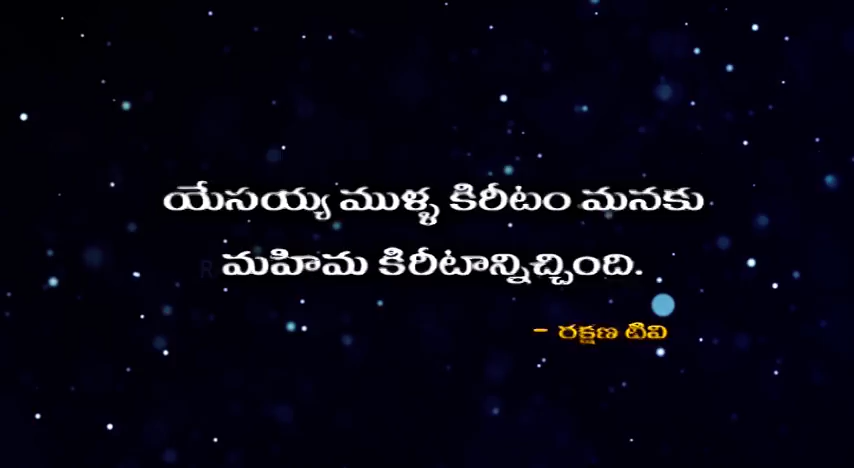 యేసయ్య ముళ్ళ కిరీటం మనకు
మహిమ కిరీటాన్నిచ్చింది.
- రక్షణ టివి